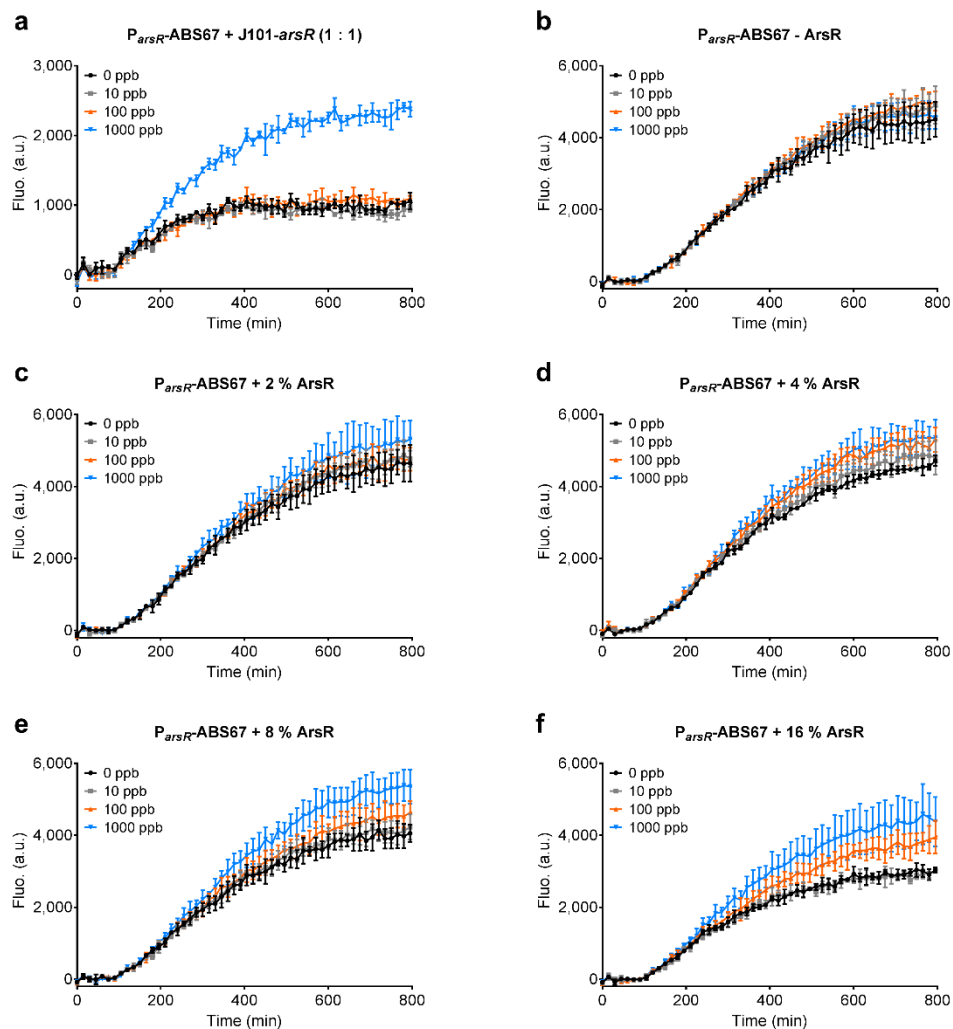 a
P_arsR-ABS67 + J101-arsR (1 : 1)
3,000
2,000
1,000
0
Fluo. (a.u.)
0 ppb
10 ppb
100 ppb
1000 ppb
0 200 400 600 800
Time (min)
b
P_arsR-ABS67 - ArsR
6,000
4,000
2,000
0
Fluo. (a.u.)
0 ppb
10 ppb
100 ppb
1000 ppb
0 200 400 600 800
Time (min)
c
P_arsR-ABS67 + 2 % ArsR
6,000
4,000
2,000
0
Fluo. (a.u.)
0 ppb
10 ppb
100 ppb
1000 ppb
0 200 400 600 800
Time (min)
d
P_arsR-ABS67 + 4 % ArsR
6,000
4,000
2,000
0
Fluo. (a.u.)
0 ppb
10 ppb
100 ppb
1000 ppb
0 200 400 600 800
Time (min)
e
P_arsR-ABS67 + 8 % ArsR
6,000
4,000
2,000
0
Fluo. (a.u.)
0 ppb
10 ppb
100 ppb
1000 ppb
0 200 400 600 800
Time (min)
f
P_arsR-ABS67 + 16 % ArsR
6,000
4,000
2,000
0
Fluo. (a.u.)
0 ppb
10 ppb
100 ppb
1000 ppb
0 200 400 600 800
Time (min)